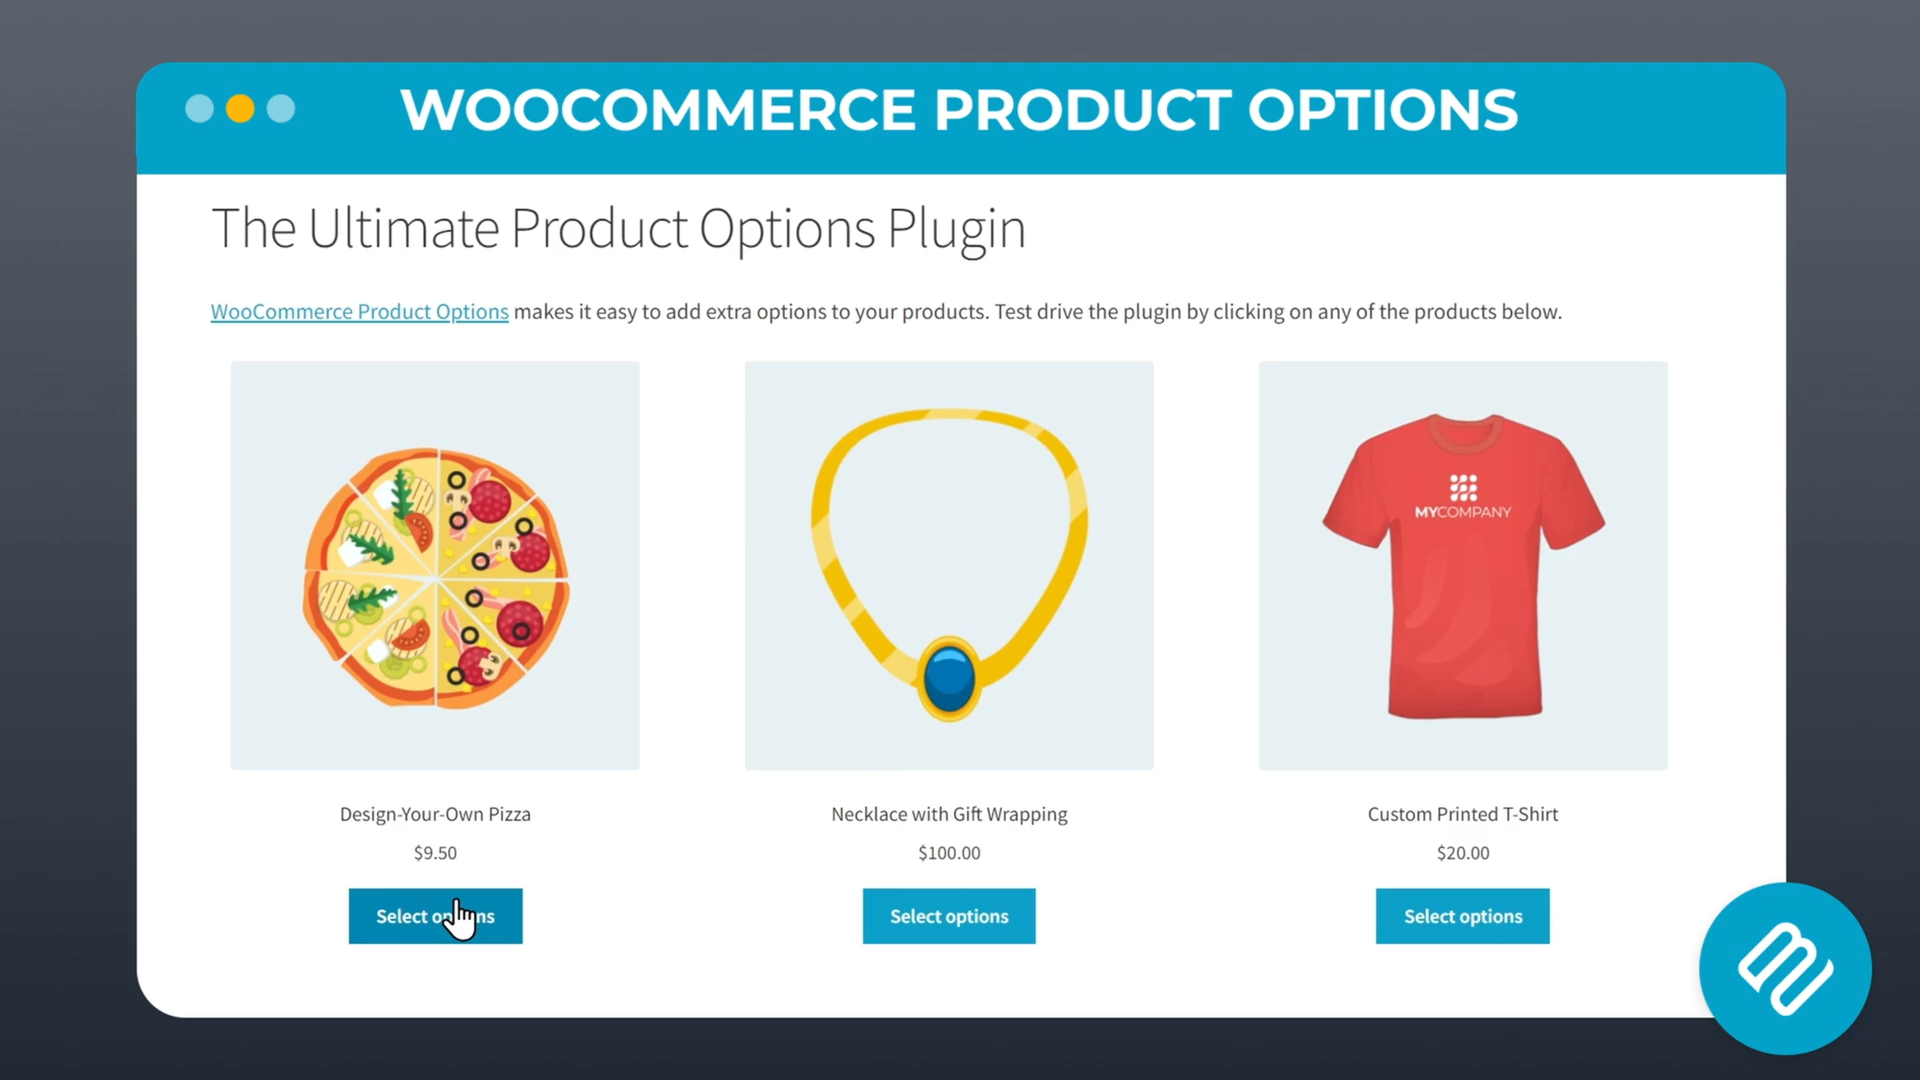 WOOCOMMERCE PRODUCT OPTIONS
The Ultimate Product Options Plugin
WooCommerce Product Options makes it easy to add extra options to your products. Test drive the plugin by clicking on any of the products below.
MYCOMPANY
Design-Your-Own Pizza
$9.50
Select options
Necklace with Gift Wrapping
$100.00
Select options
Custom Printed T-Shirt
$20.00
Select options